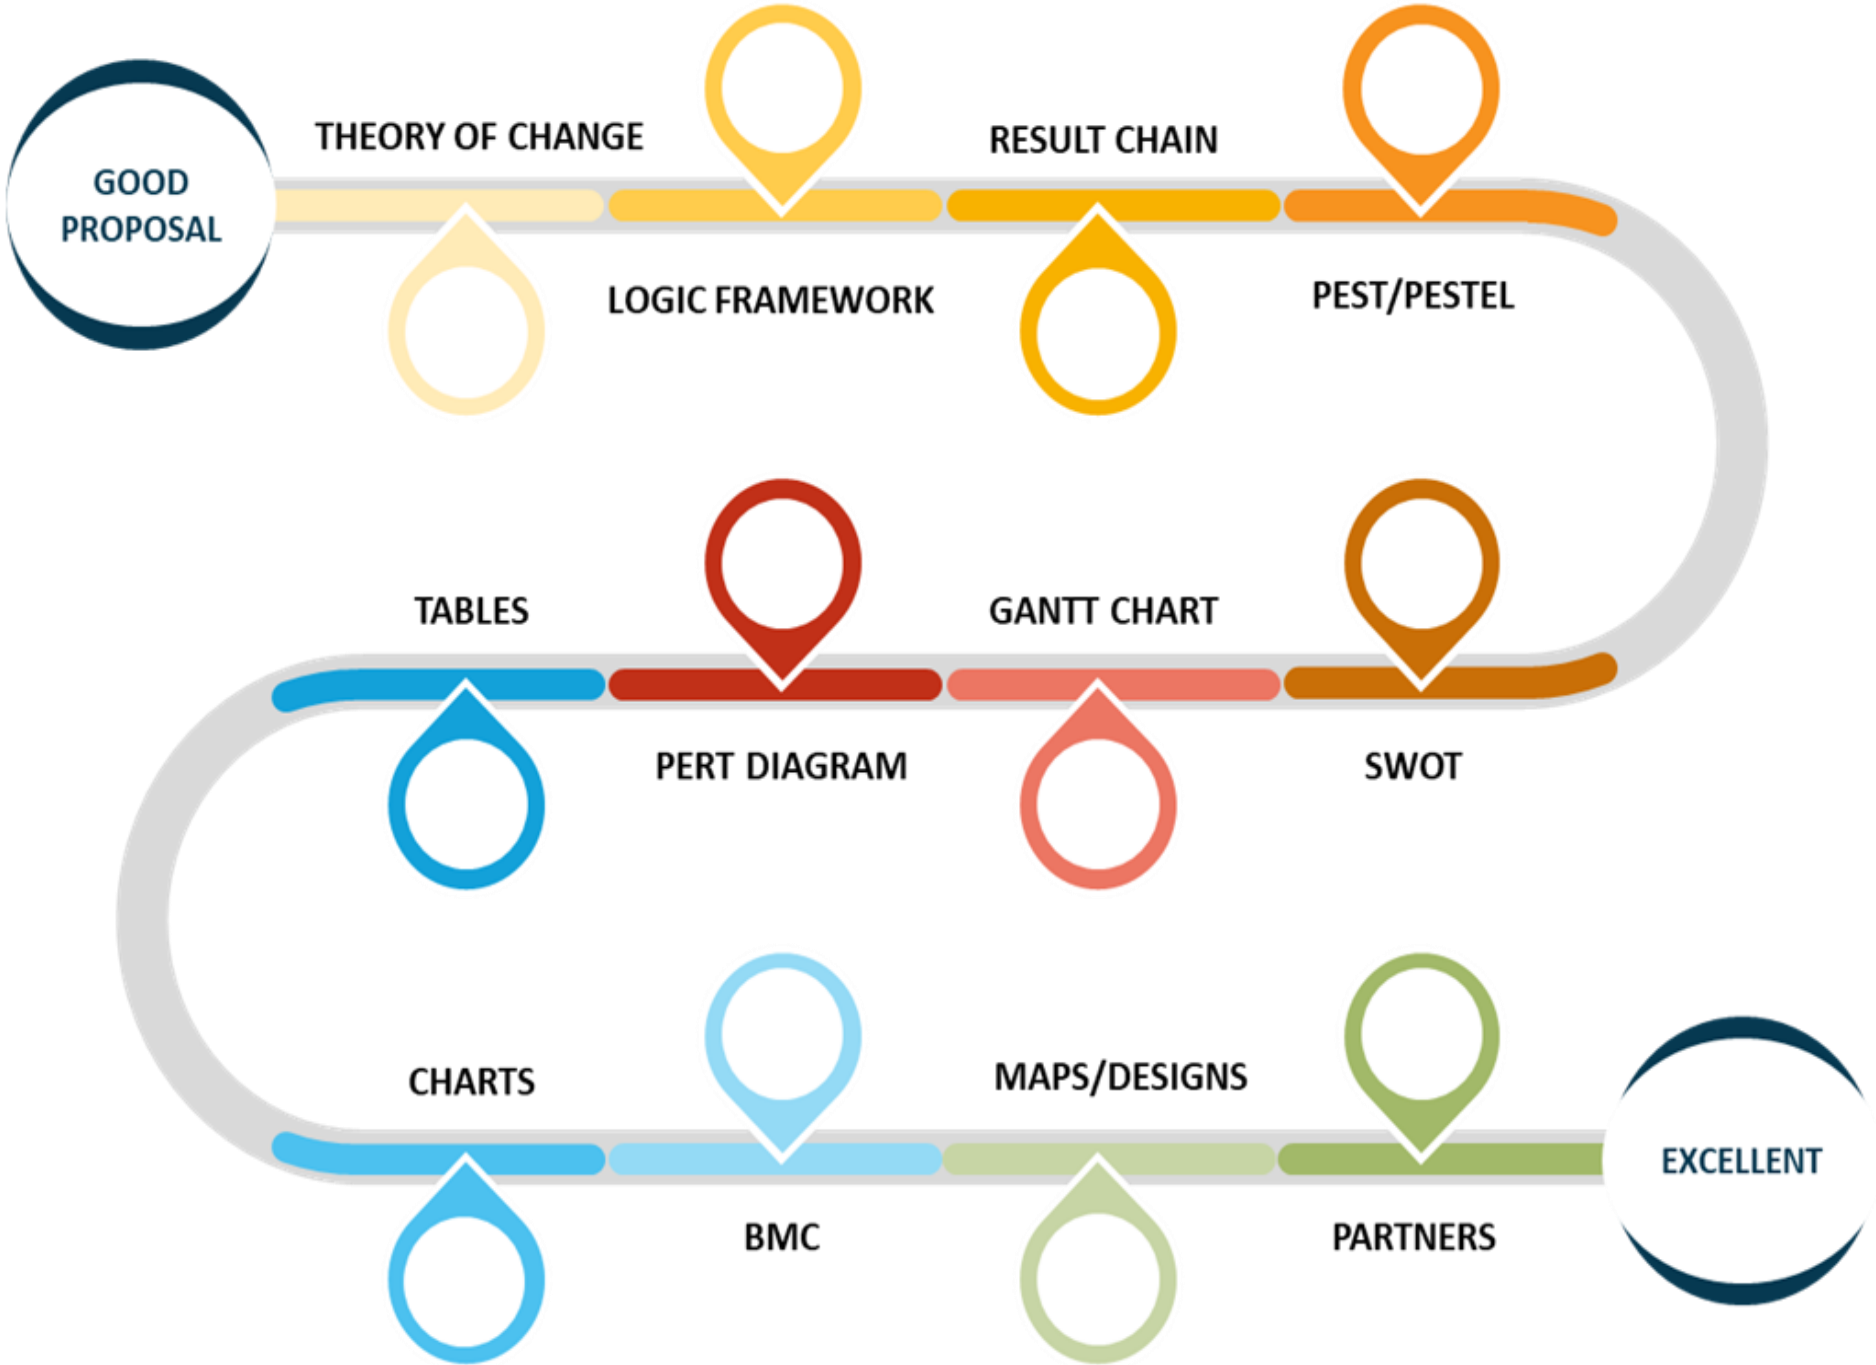 GOOD
PROPOSAL
THEORY OF CHANGE
LOGIC FRAMEWORK
RESULT CHAIN
PEST/PESTEL
SWOT
GANTT CHART
PERT DIAGRAM
TABLES
CHARTS
BMC
MAPS/DESIGNS
PARTNERS
EXCELLENT